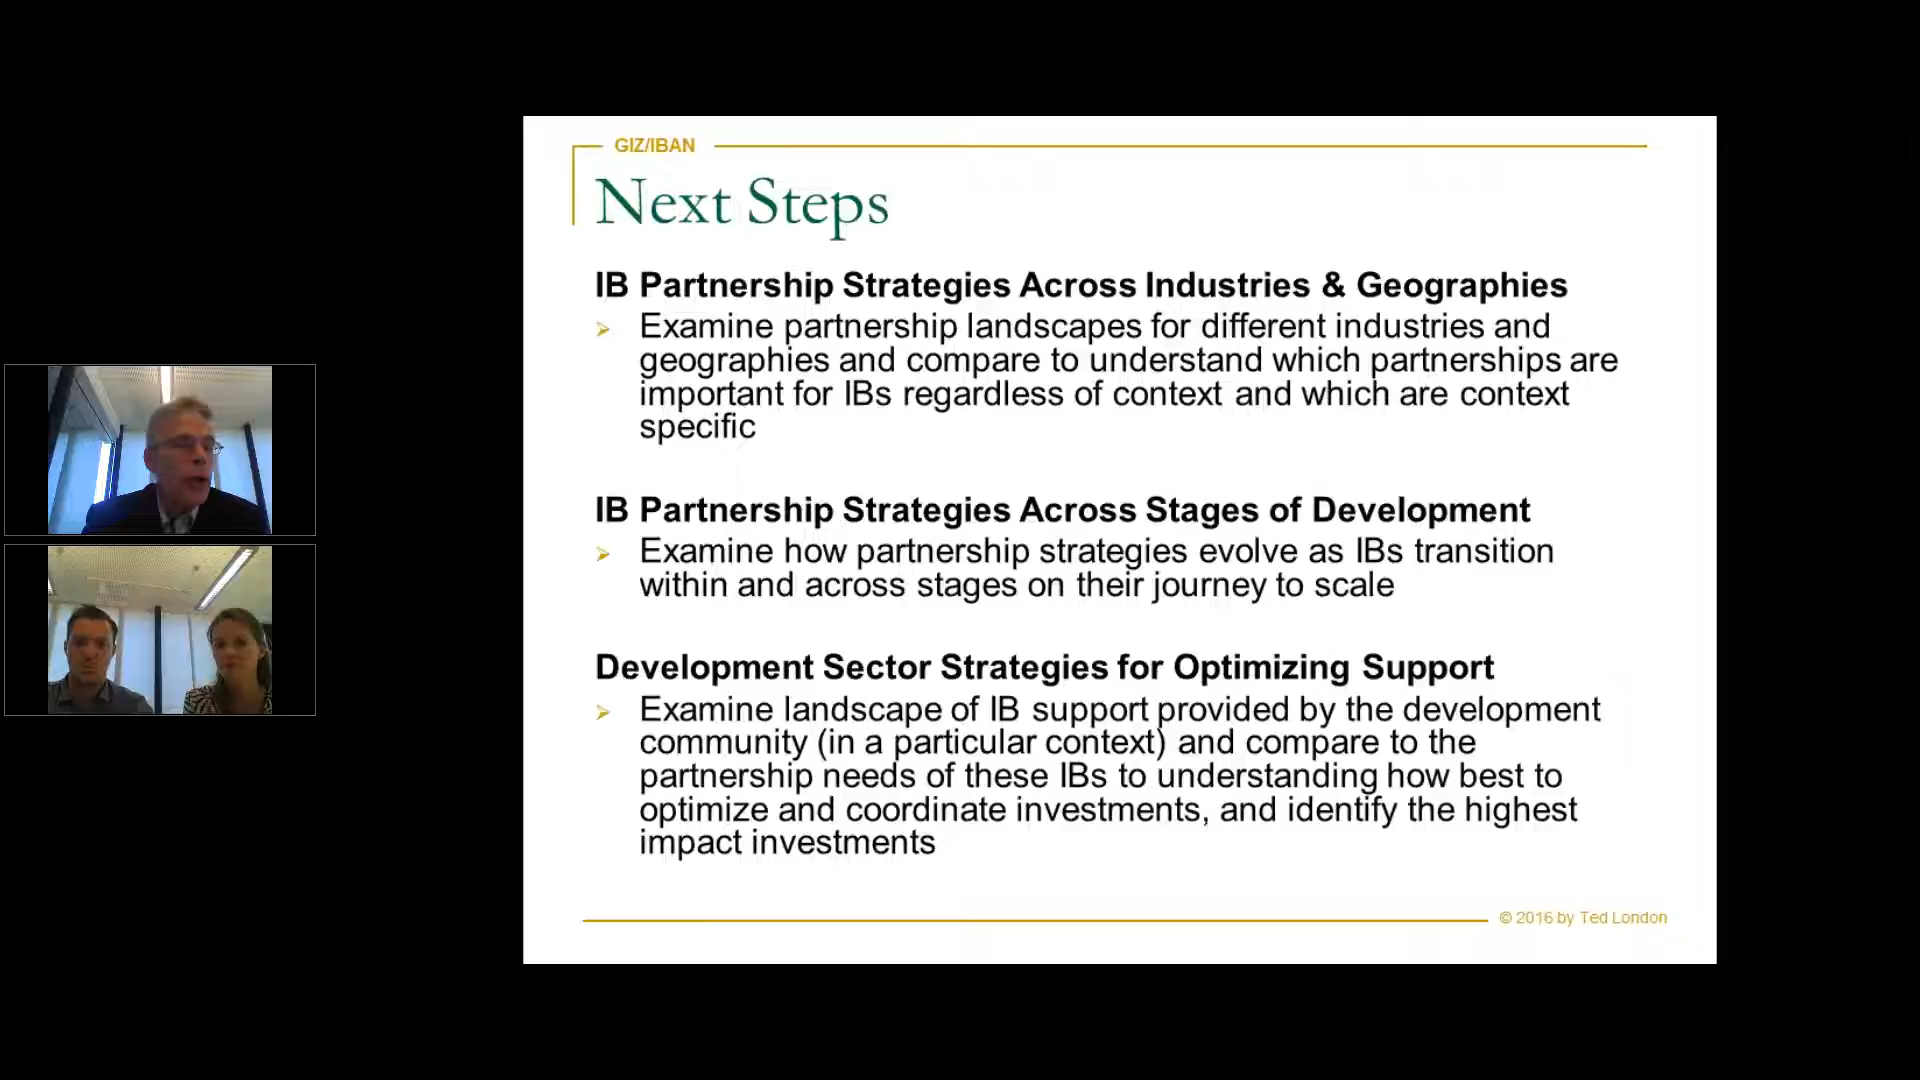 GIZ/IBAN
Next Steps
IB Partnership Strategies Across Industries & Geographies
Examine partnership landscapes for different industries and
geographies and compare to understand which partnerships are
important for IBs regardless of context and which are context
specific
IB Partnership Strategies Across Stages of Development
Examine how partnership strategies evolve as IBs transition
within and across stages on their journey to scale
Development Sector Strategies for Optimizing Support
Examine landscape of IB support provided by the development
community (in a particular context) and compare to the
partnership needs of these IBs to understanding how best to
optimize and coordinate investments, and identify the highest
impact investments
© 2016 by Ted London